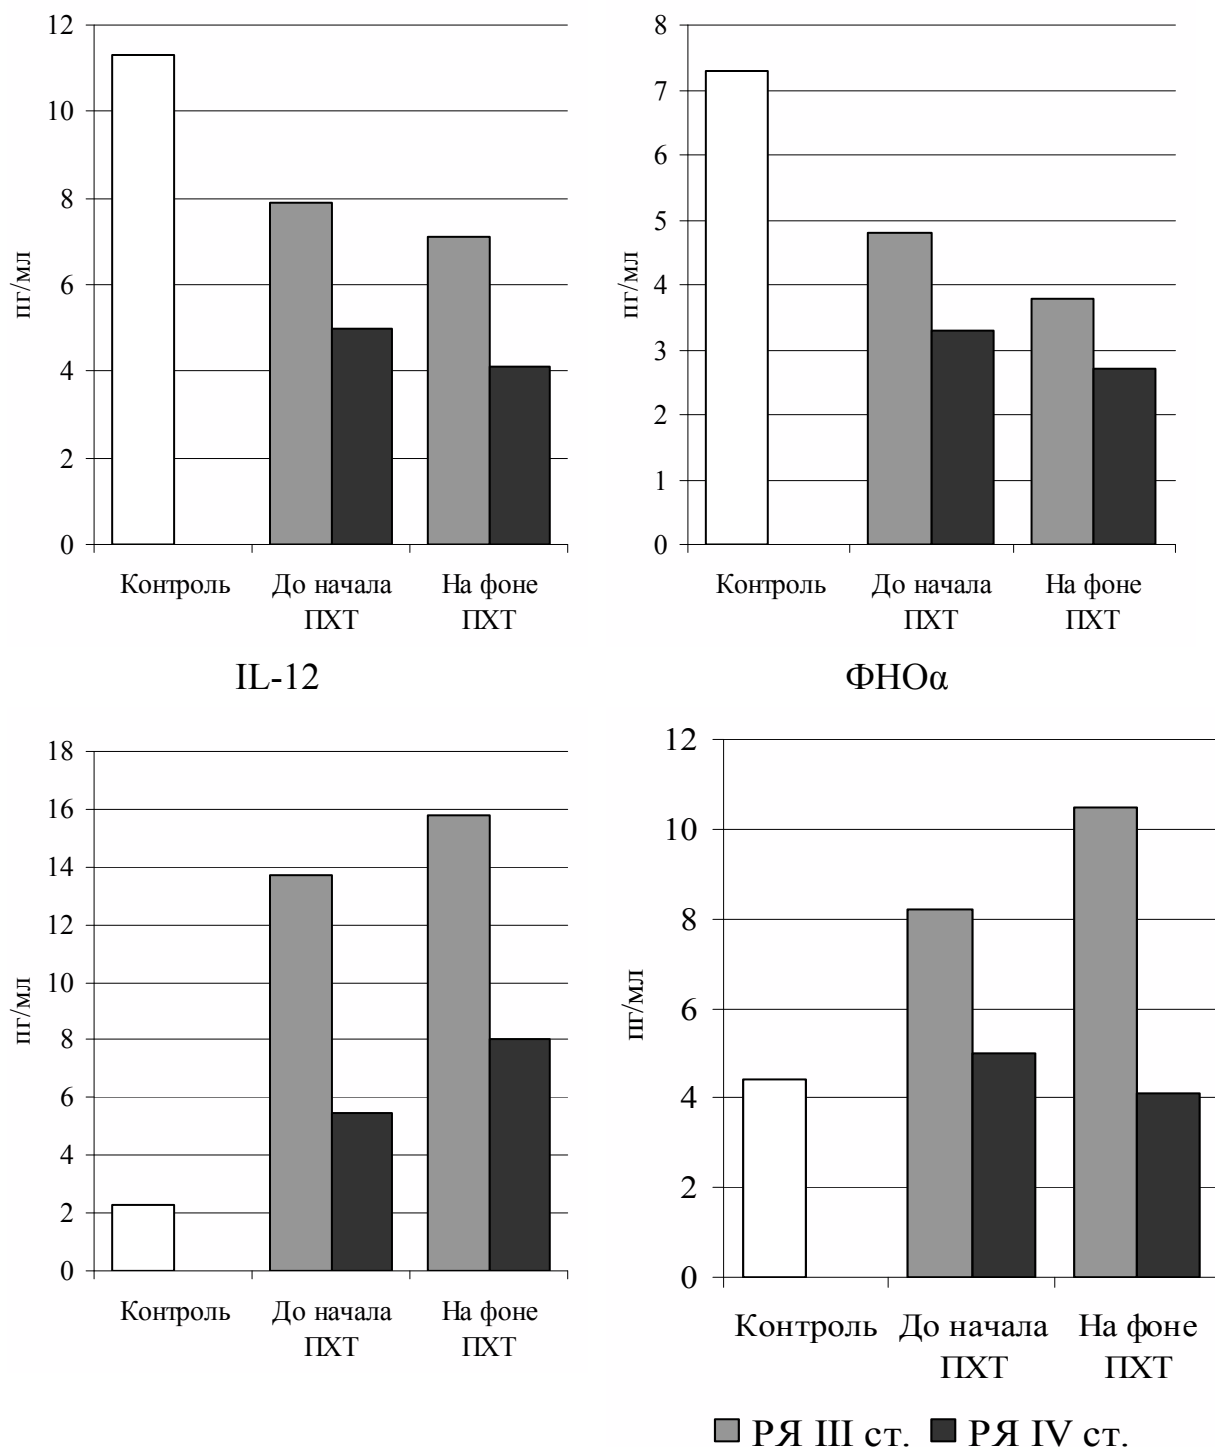 12
10
8
6
4
2
0
пг/мл
Контроль До начала На фоне
ПХТ ПХТ
IL-12
8
7
6
5
4
3
2
1
0
пг/мл
Контроль До начала На фоне
ПХТ ПХТ
ФНОα
18
16
14
12
10
8
6
4
2
0
пг/мл
Контроль До начала На фоне
ПХТ ПХТ
12
10
8
6
4
2
0
пг/мл
Контроль До начала На фоне
ПХТ ПХТ
РЯ III ст. РЯ IV ст.